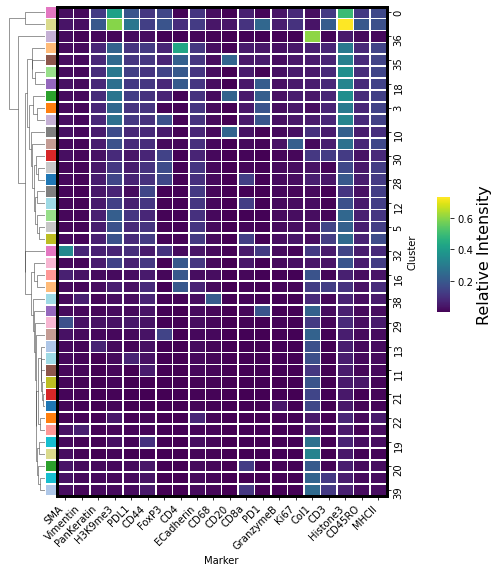 0
36
35
18
3
10
30
28
12
5
32
16
38
29
13
11
21
22
19
20
39
Cluster
0.6
0.2
Relative Intensity
SMA
Vimentin
PanKeratin
H3K9me3
PDL1
CD44
FoxP3
CD4
ECadherin
CD68
CD20
CD8a
PD1
GranzymeB
Ki67
Col1
CD3
Histone3
CD45RO
MHCII
Marker